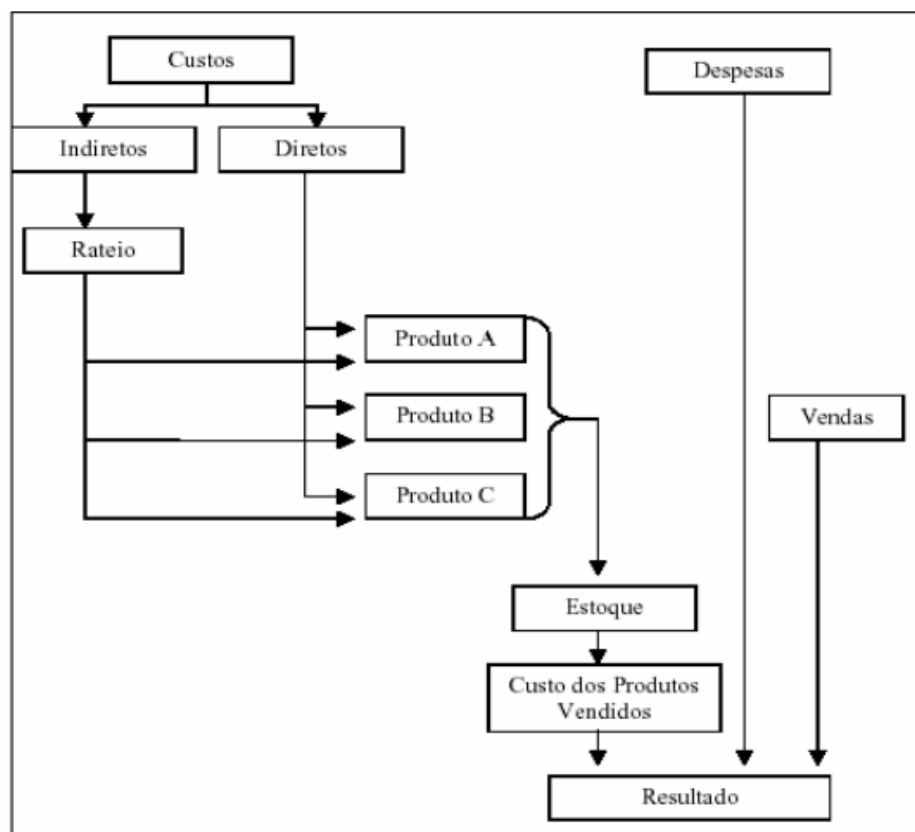 Custos
Despesas
Indiretos
Diretos
Rateio
Produto A
Produto B
Vendas
Produto C
Estoque
Custo dos Produtos
Vendidos
Resultado